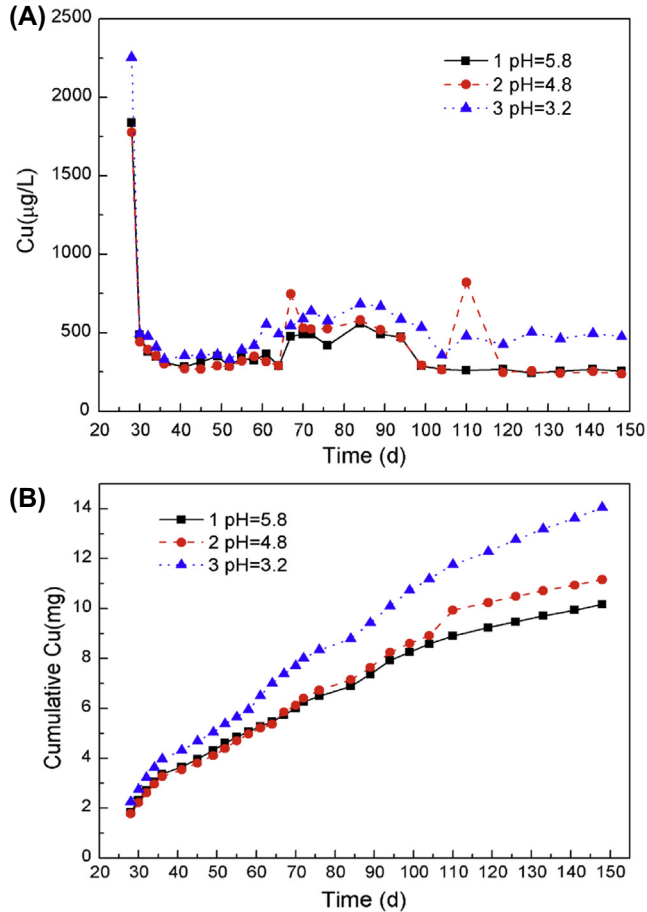 (A)
2500
2000
1500
1000
500
0
Cu(μg/L)
1 pH=5.8
2 pH=4.8
3 pH=3.2
20 30 40 50 60 70 80 90 100 110 120 130 140 150
Time (d)
(B)
14
12
10
8
6
4
2
0
Cumulative Cu(mg)
1 pH=5.8
2 pH=4.8
3 pH=3.2
20 30 40 50 60 70 80 90 100 110 120 130 140 150
Time (d)